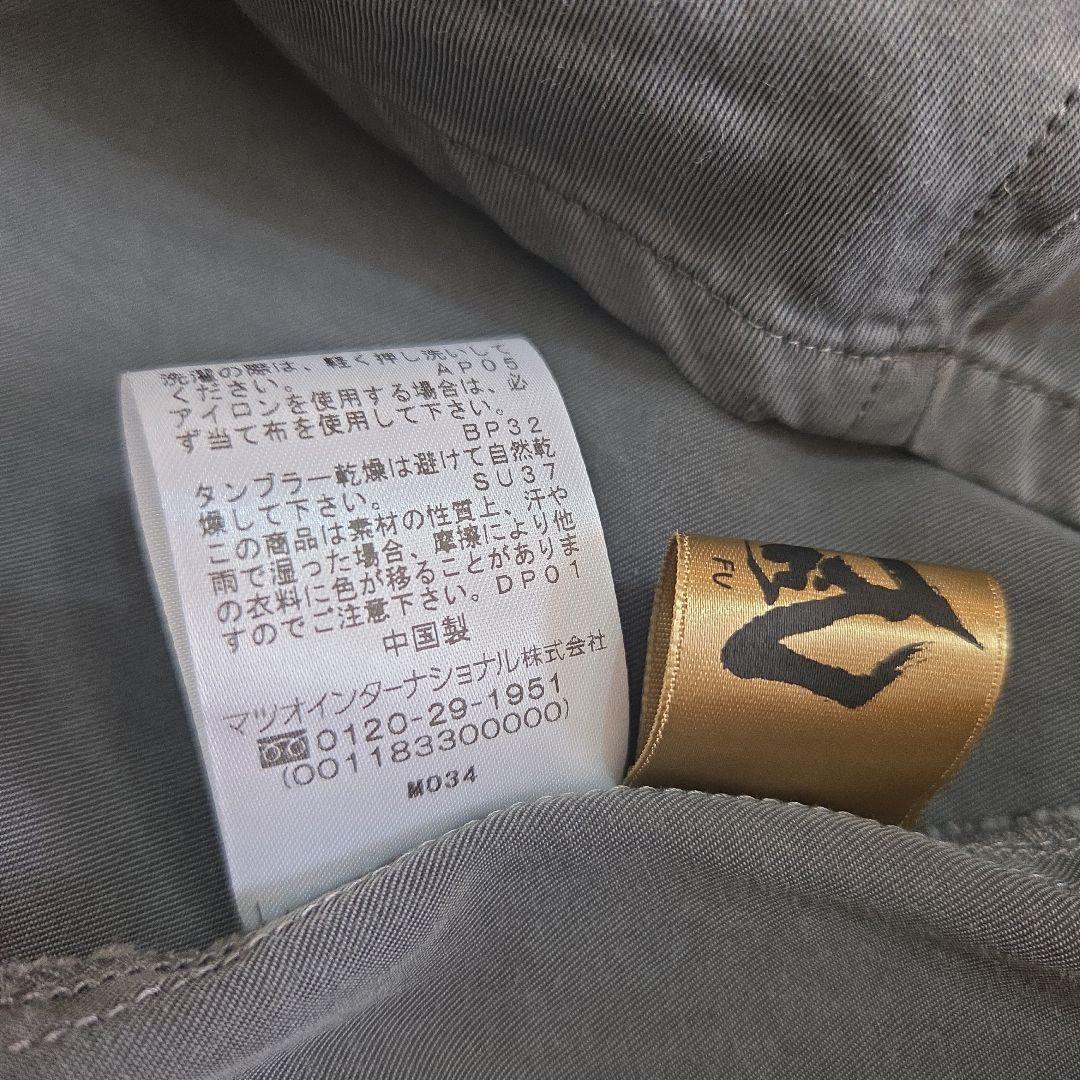 洗濯の際は、軽く押し洗いして
ください。 AP05
アイロンを使用する場合は、必
ず当て布を使用して下さい。
BP32
タンブラー乾燥は避けて自然乾
燥して下さい。 SU37
この商品は素材の性質上、汗や
雨で湿った場合、摩擦により他
の衣料に色が移ることがありま
すのでご注意下さい。DP01
中国製
マツオインターナショナル株式会社
0120-29-1951
(0011833OOOOO)
M034
FU